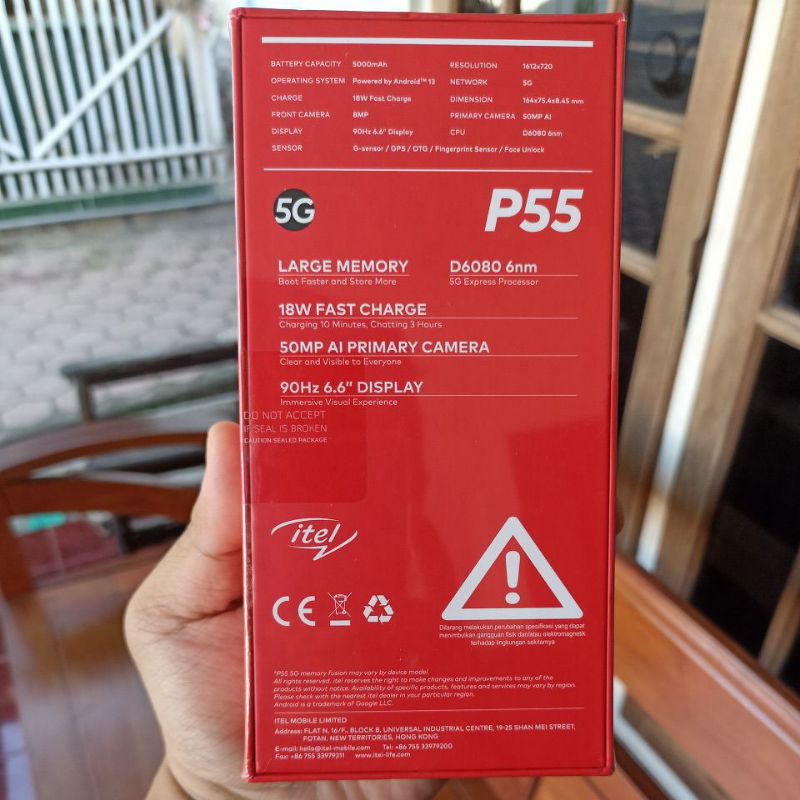 BATTERY CAPACITY 5000mAh RESOLUTION 1612x720
OPERATING SYSTEM Powered by Android™ 13 NETWORK 5G
CHARGE 18W Fast Charge DIMENSION 164x75.4x8.45 mm
FRONT CAMERA 8MP PRIMARY CAMERA 50MP AI
DISPLAY 90Hz 6.6" Display CPU D6080 6nm
SENSOR G-sensor / GPS / OTG / Fingerprint Sensor / Face Unlock
5G P55
LARGE MEMORY D6080 6nm
Boot Faster and Store More 5G Express Processor
18W FAST CHARGE
Charging 10 Minutes, Chatting 3 Hours
50MP AI PRIMARY CAMERA
Clear and Visible to Everyone
90Hz 6.6" DISPLAY
Immersive Visual Experience
DO NOT ACCEPT
IF SEAL IS BROKEN
CAUTION SEALED PACKAGE
itel
!
CE
Dilarang melakukan perubahan spesifikasi yang dapat
menimbulkan gangguan fisik dan/atau elektromagnetik
terhadap lingkungan sekitarnya
*P55 5G memory fusion may vary by device model.
All rights reserved. itel reserves the right to make changes and improvements to any of the
products without notice. Availability of specific products, features and services may vary by region.
Please check with the nearest itel dealer in your particular region.
Android is a trademark of Google LLC.
ITEL MOBILE LIMITED
Address: FLAT N, 16/F., BLOCK B, UNIVERSAL INDUSTRIAL CENTRE, 19-25 SHAN MEI STREET,
FOTAN, NEW TERRITORIES, HONG KONG
E-mail: hello@itel-mobile.com Tel: +86 755 33979200
Fax: +86 755 33979211 www.itel-life.com